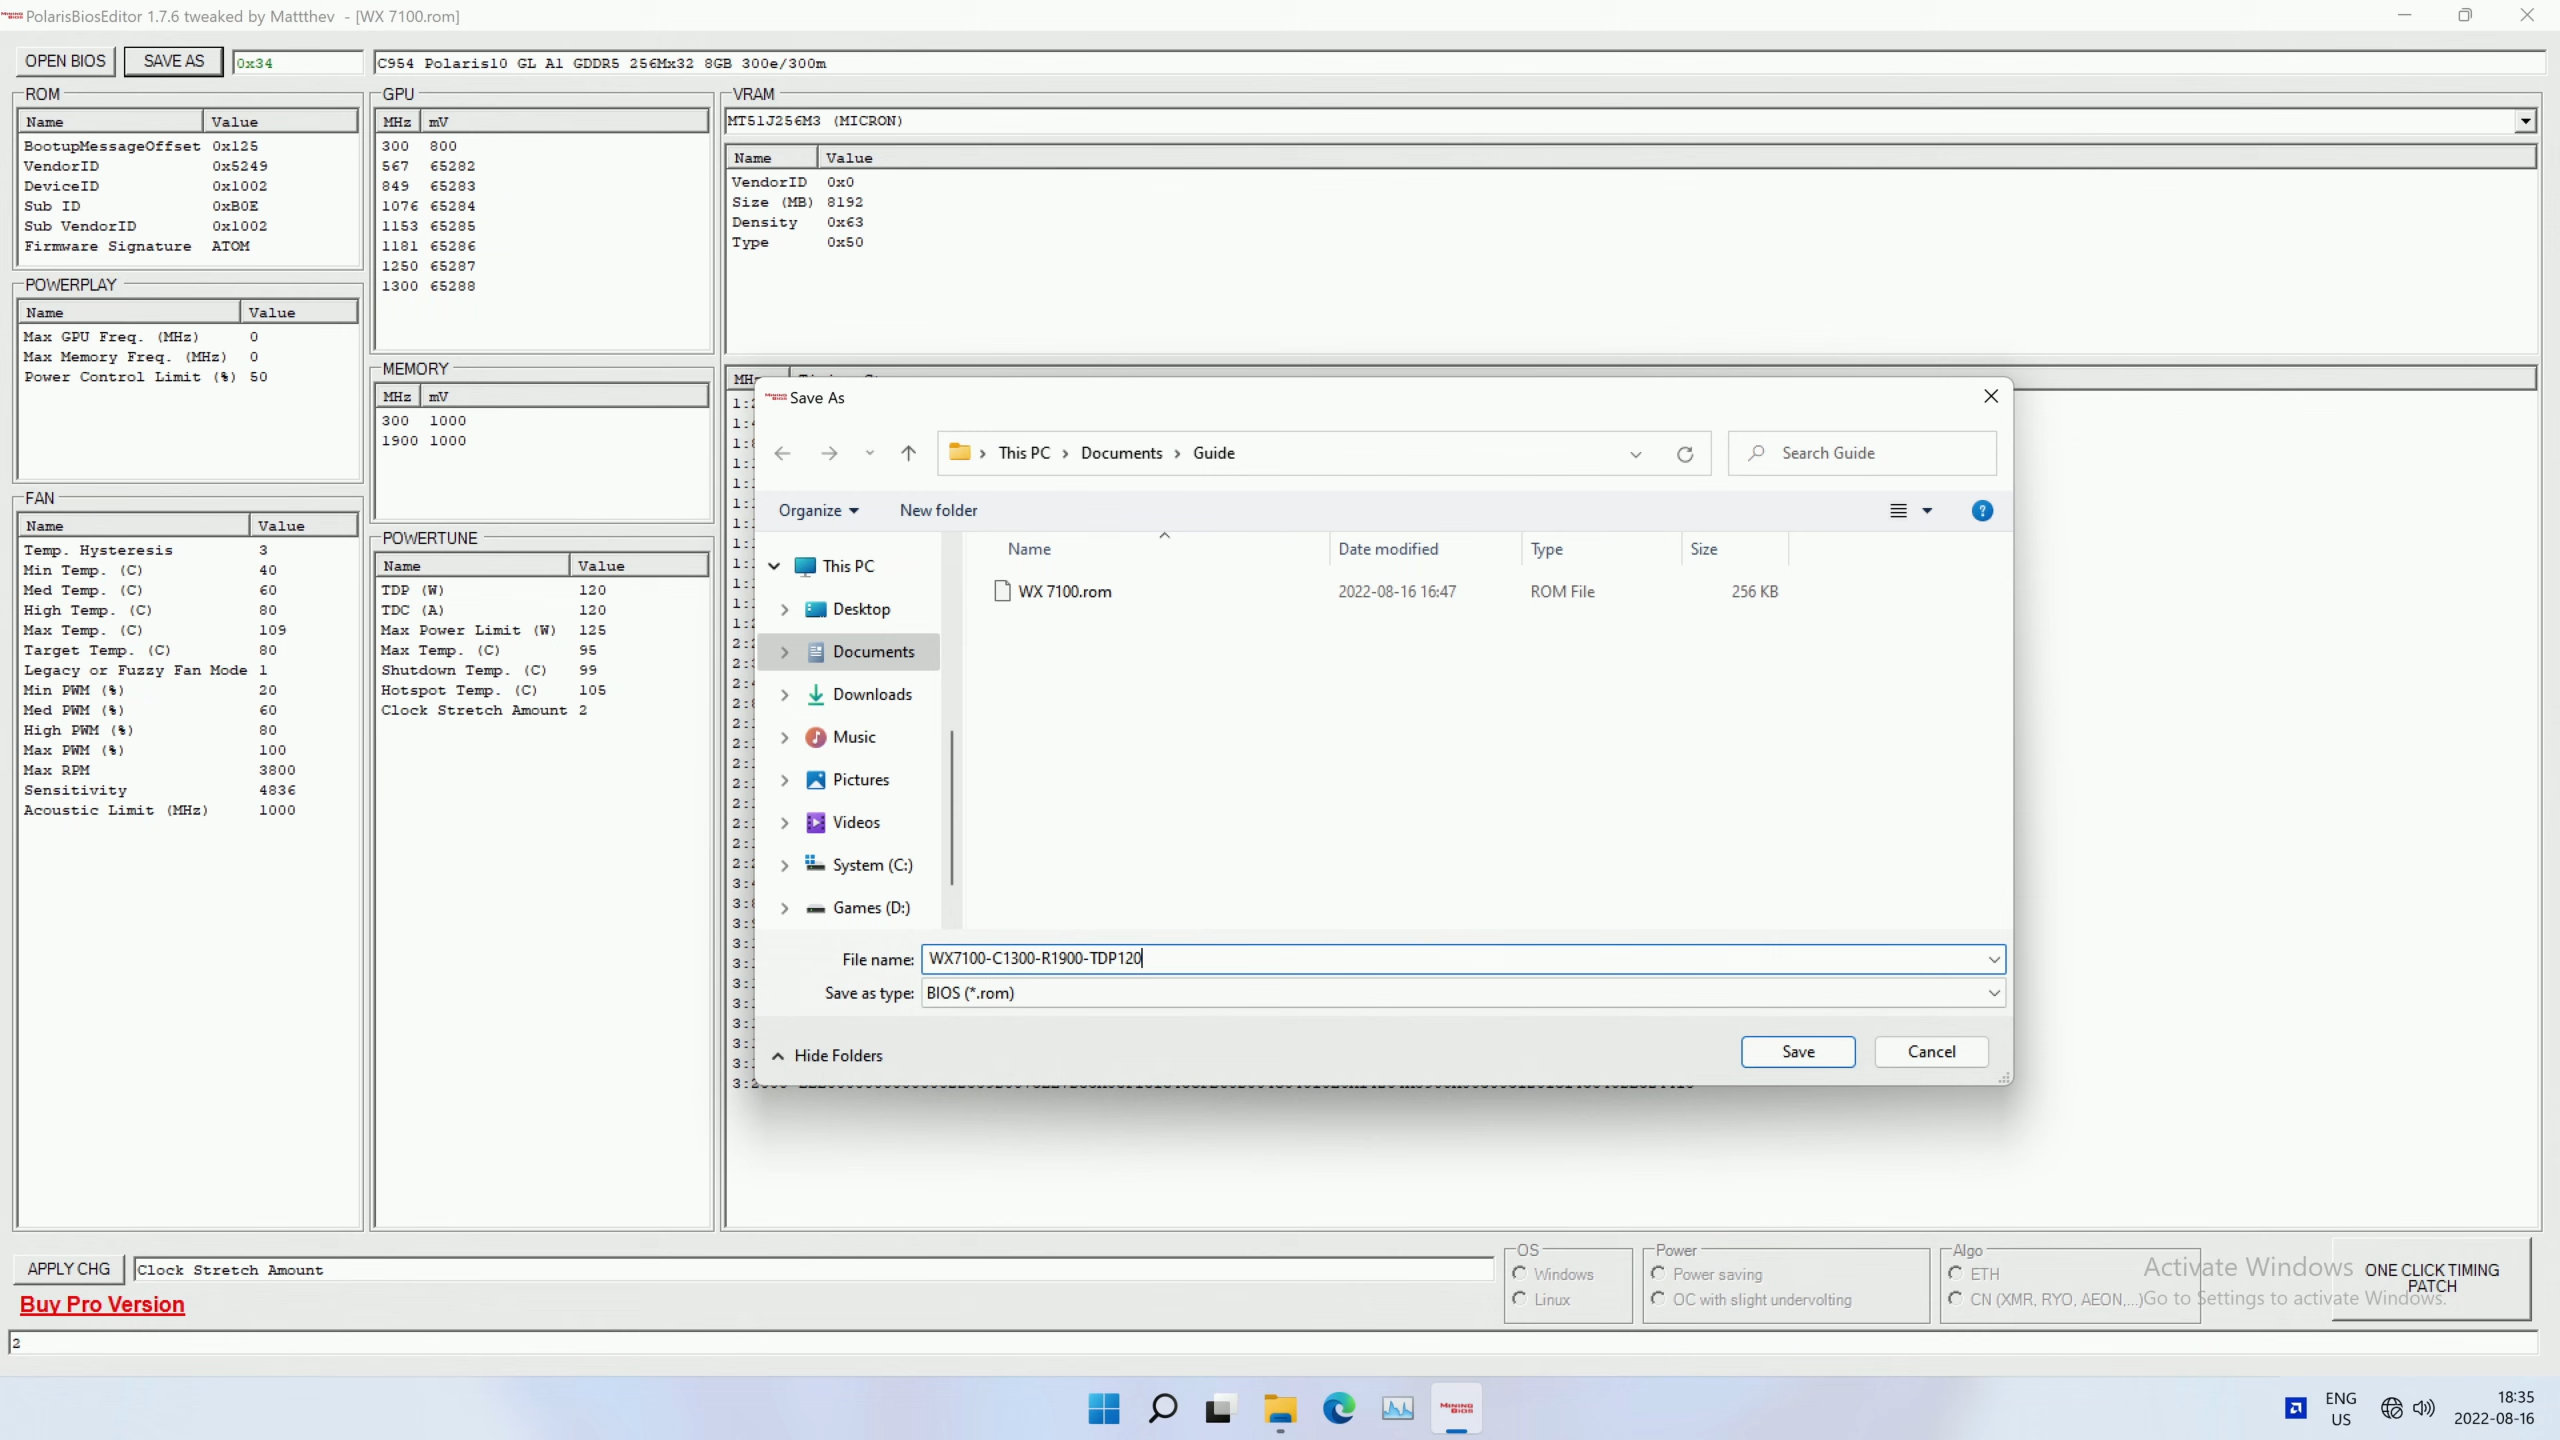 PolarisBiosEditor 1.7.6 tweaked by Mattthev - [WX 7100.rom]
OPEN BIOS
SAVE AS
0x34
C954 Polaris10 GL A1 GDDR5 256Mx32 8GB 300e/300m
ROM
Name Value
BootupMessageOffset 0x125
VendorID 0x5249
DeviceID 0x1002
Sub ID 0xB0E
Sub VendorID 0x1002
Firmware Signature ATOM
POWERPLAY
Name Value
Max GPU Freq. (MHz) 0
Max Memory Freq. (MHz) 0
Power Control Limit (%) 50
FAN
Name Value
Temp. Hysteresis 3
Min Temp. (C) 40
Med Temp. (C) 60
High Temp. (C) 80
Max Temp. (C) 109
Target Temp. (C) 80
Legacy or Fuzzy Fan Mode 1
Min PWM (%) 20
Med PWM (%) 60
High PWM (%) 80
Max PWM (%) 100
Max RPM 3800
Sensitivity 4836
Acoustic Limit (MHz) 1000
GPU
MHz mV
300 800
567 65282
849 65283
1076 65284
1153 65285
1181 65286
1250 65287
1300 65288
MEMORY
MHz mV
300 1000
1900 1000
POWERTUNE
Name Value
TDP (W) 120
TDC (A) 120
Max Power Limit (W) 125
Max Temp. (C) 95
Shutdown Temp. (C) 99
Hotspot Temp. (C) 105
Clock Stretch Amount 2
VRAM
MT51J256M3 (MICRON)
Name Value
VendorID 0x0
Size (MB) 8192
Density 0x63
Type 0x50
Save As
This PC > Documents > Guide
Search Guide
Organize
New folder
Name Date modified Type Size
WX 7100.rom 2022-08-16 16:47 ROM File 256 KB
This PC
Desktop
Documents
Downloads
Music
Pictures
Videos
System (C:)
Games (D:)
File name: WX7100-C1300-R1900-TDP120
Save as type: BIOS (*.rom)
Hide Folders
Save
Cancel
APPLY CHG
Clock Stretch Amount
Buy Pro Version
2
OS
Windows
Linux
Power
Power saving
OC with slight undervolting
Algo
ETH
CN (XMR, RYO, AEON,...)
Activate Windows
Go to Settings to activate Windows.
ONE CLICK TIMING
PATCH
MINING
BIOS
ENG
US
18:35
2022-08-16